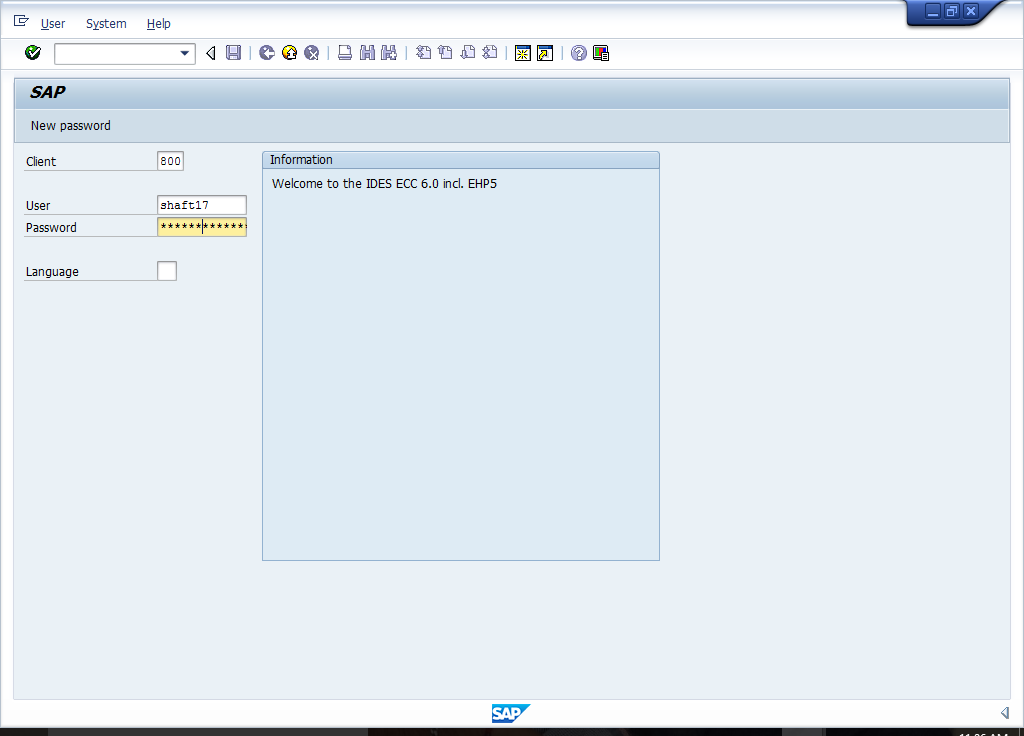 User System Help
SAP
New password
Client 800
Information
Welcome to the IDES ECC 6.0 incl. EHP5
User shaft17
Password *************
Language
SAP